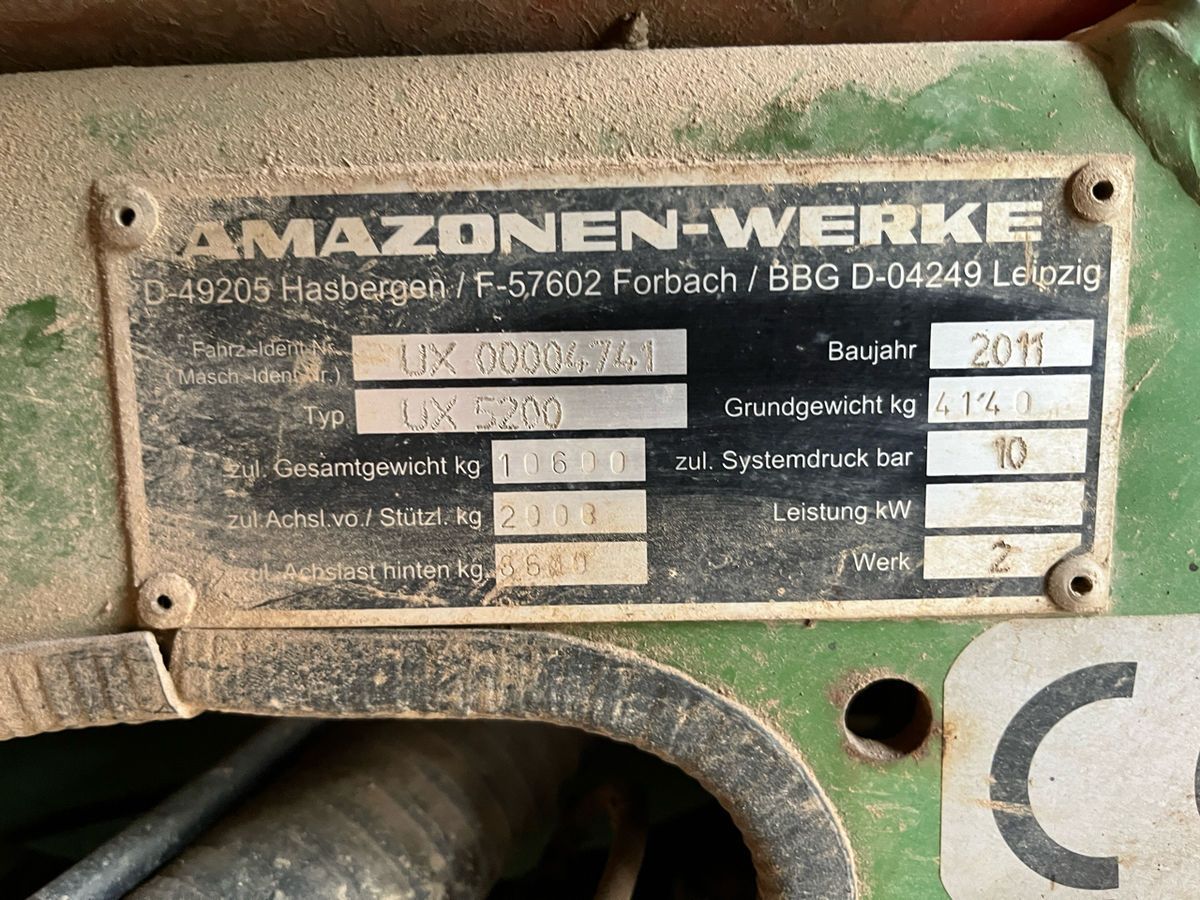 AMAZONEN-WERKE
D-49205 Hasbergen / F-57602 Forbach / BBG D-04249 Leipzig
Fahrz.-Ident.Nr. UX 00004741
(Masch.-Ident.Nr.)
Typ UX 5200
zul. Gesamtgewicht kg 10600
zul.Achsl.vo./ Stützl. kg
zul. Achslast hinten kg.
Baujahr 2011
Grundgewicht kg 4140
zul. Systemdruck bar 10
Leistung kW
Werk 2
C